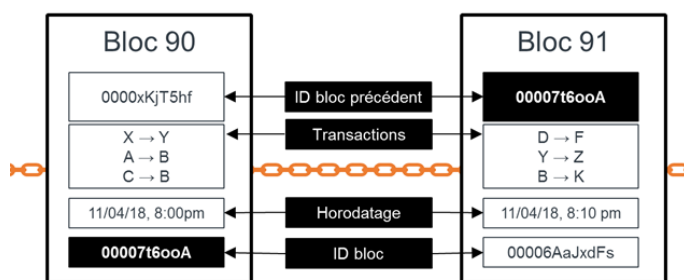 Bloc 90
0000xKjT5hf
X → Y
A → B
C → B
11/04/18, 8:00pm
00007t6ooA
ID bloc précédent
Transactions
Horodatage
ID bloc
Bloc 91
00007t6ooA
D → F
Y → Z
B → K
11/04/18, 8:10 pm
00006AaJxdFs